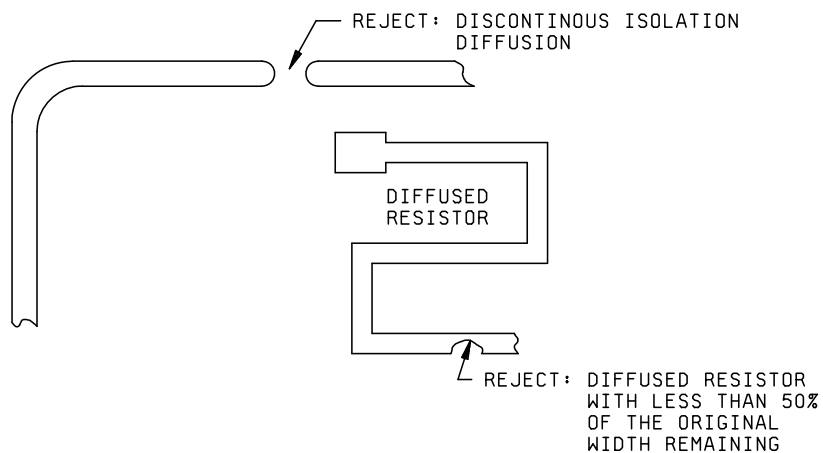 REJECT: DISCONTINOUS ISOLATION
DIFFUSION
DIFFUSED
RESISTOR
REJECT: DIFFUSED RESISTOR
WITH LESS THAN 50%
OF THE ORIGINAL
WIDTH REMAINING